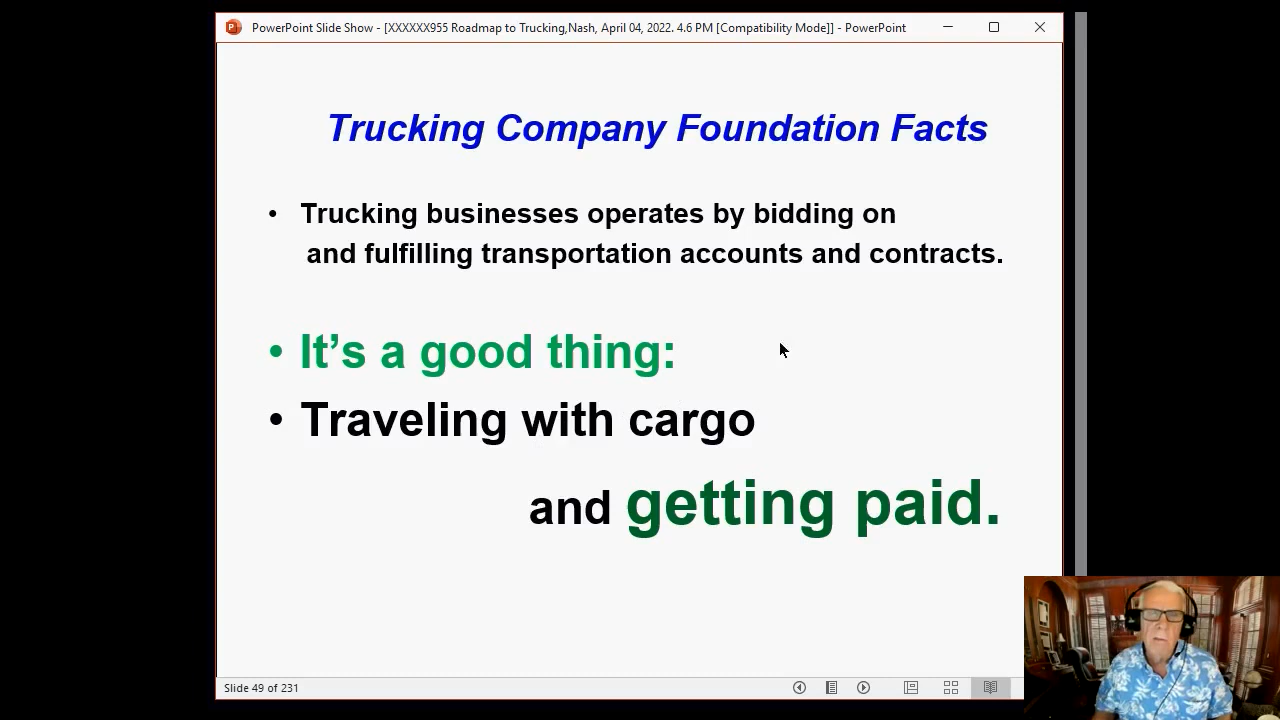 PowerPoint Slide Show - [XXXXXX955 Roadmap to Trucking,Nash, April 04, 2022. 4.6 PM [Compatibility Mode]] - PowerPoint
Trucking Company Foundation Facts
• Trucking businesses operates by bidding on
and fulfilling transportation accounts and contracts.
• It’s a good thing:
• Traveling with cargo
and getting paid.
Slide 49 of 231